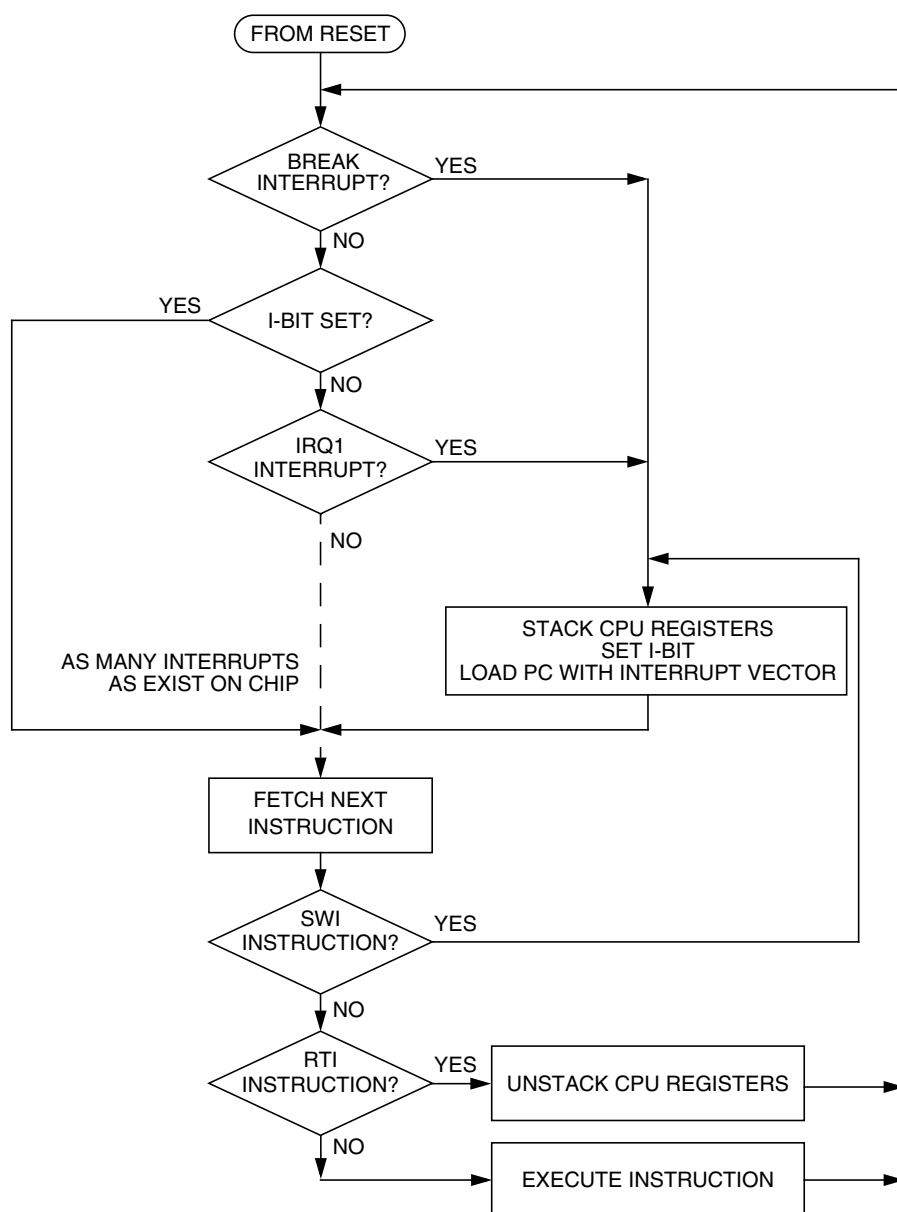 FROM RESET
BREAK
INTERRUPT?
YES
NO
YES
I-BIT SET?
NO
IRQ1
INTERRUPT?
YES
NO
STACK CPU REGISTERS
SET I-BIT
LOAD PC WITH INTERRUPT VECTOR
AS MANY INTERRUPTS
AS EXIST ON CHIP
FETCH NEXT
INSTRUCTION
SWI
INSTRUCTION?
YES
NO
RTI
INSTRUCTION?
YES
UNSTACK CPU REGISTERS
NO
EXECUTE INSTRUCTION